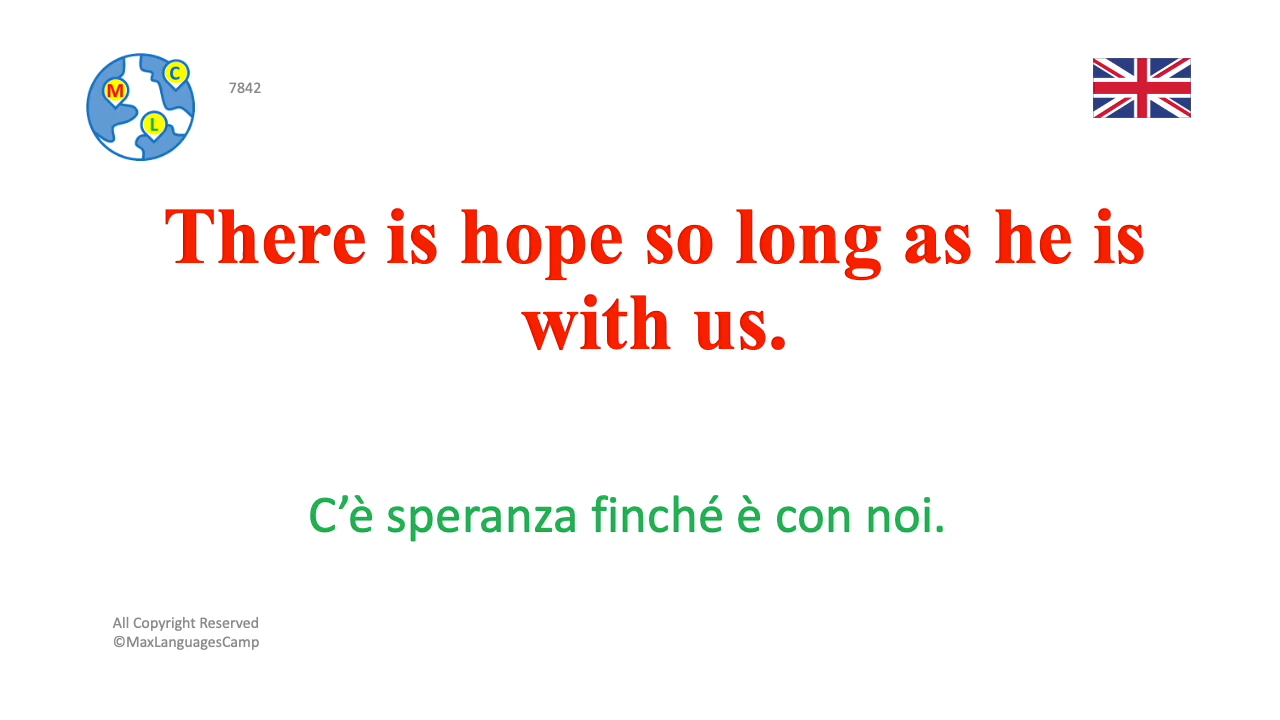 C
M
L
7842
There is hope so long as he is
with us.
C’è speranza finché è con noi.
All Copyright Reserved
©MaxLanguagesCamp